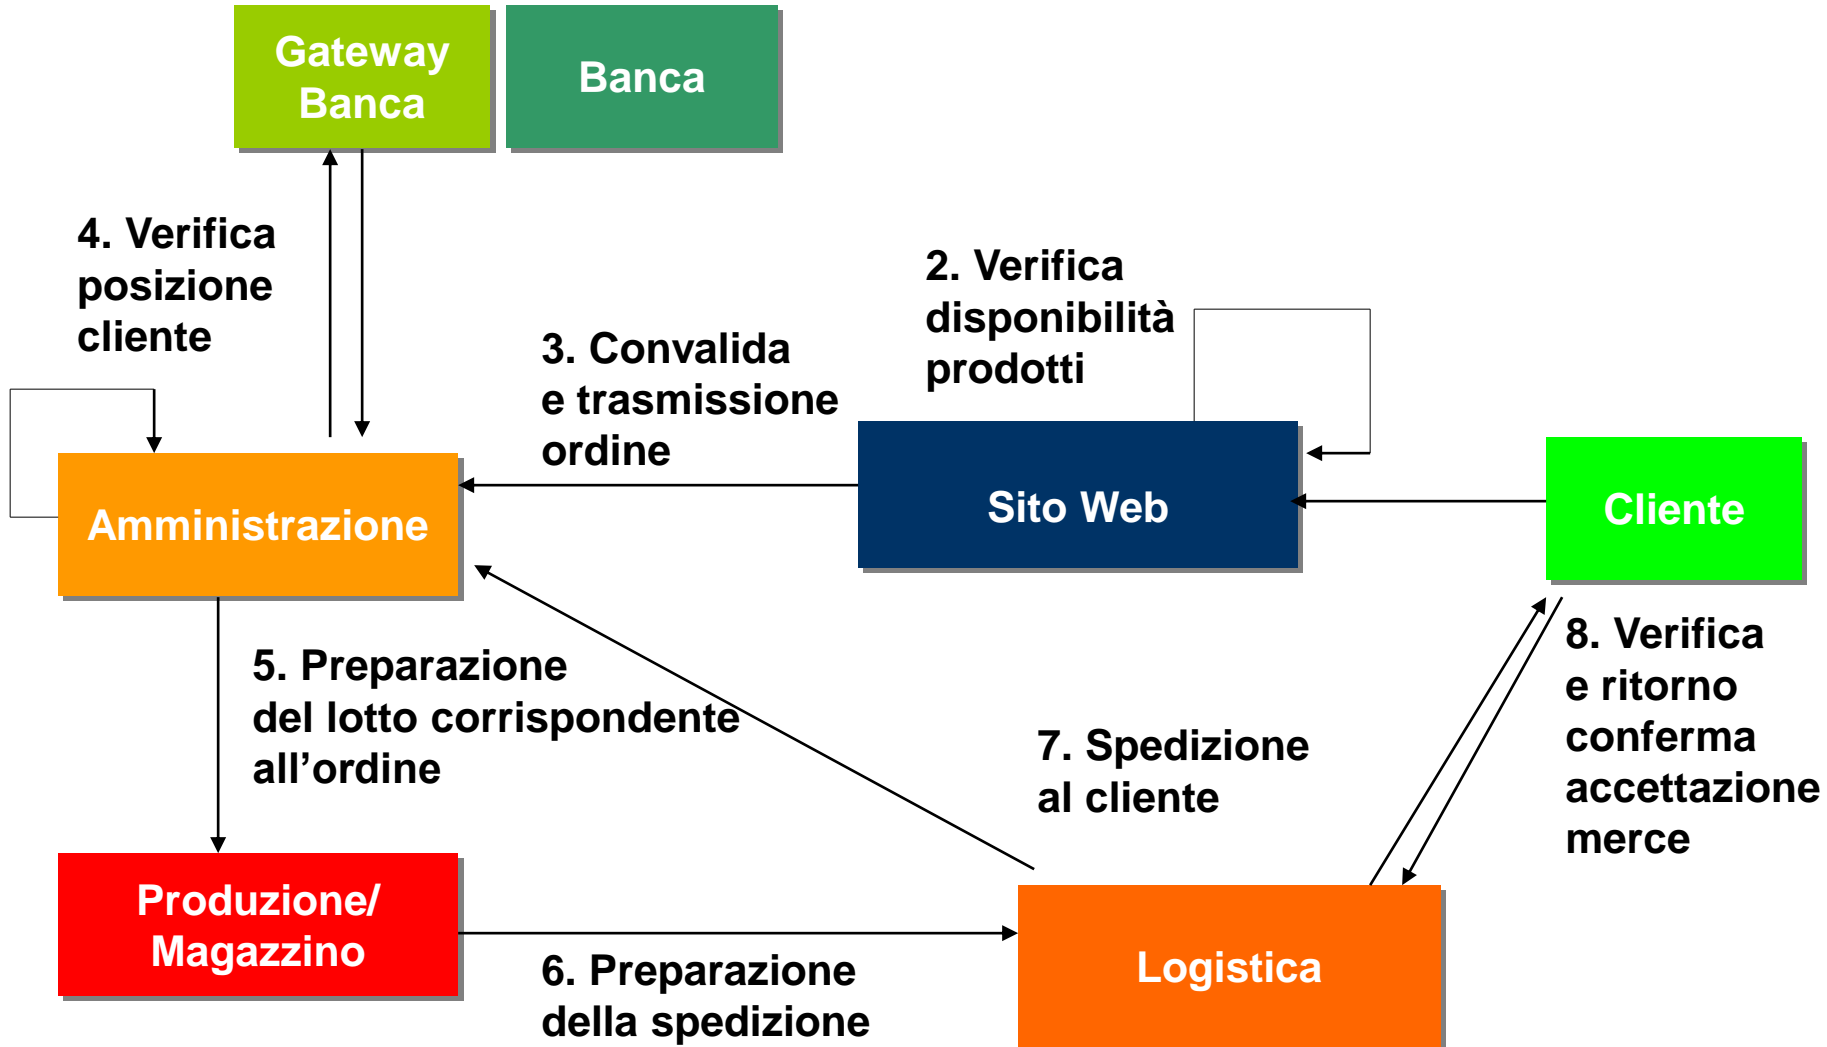 Gateway
Banca
Banca
4. Verifica
posizione
cliente
2. Verifica
disponibilità
prodotti
3. Convalida
e trasmissione
ordine
Amministrazione
Sito Web
Cliente
5. Preparazione
del lotto corrispondente
all’ordine
7. Spedizione
al cliente
8. Verifica
e ritorno
conferma
accettazione
merce
Produzione/
Magazzino
6. Preparazione
della spedizione
Logistica